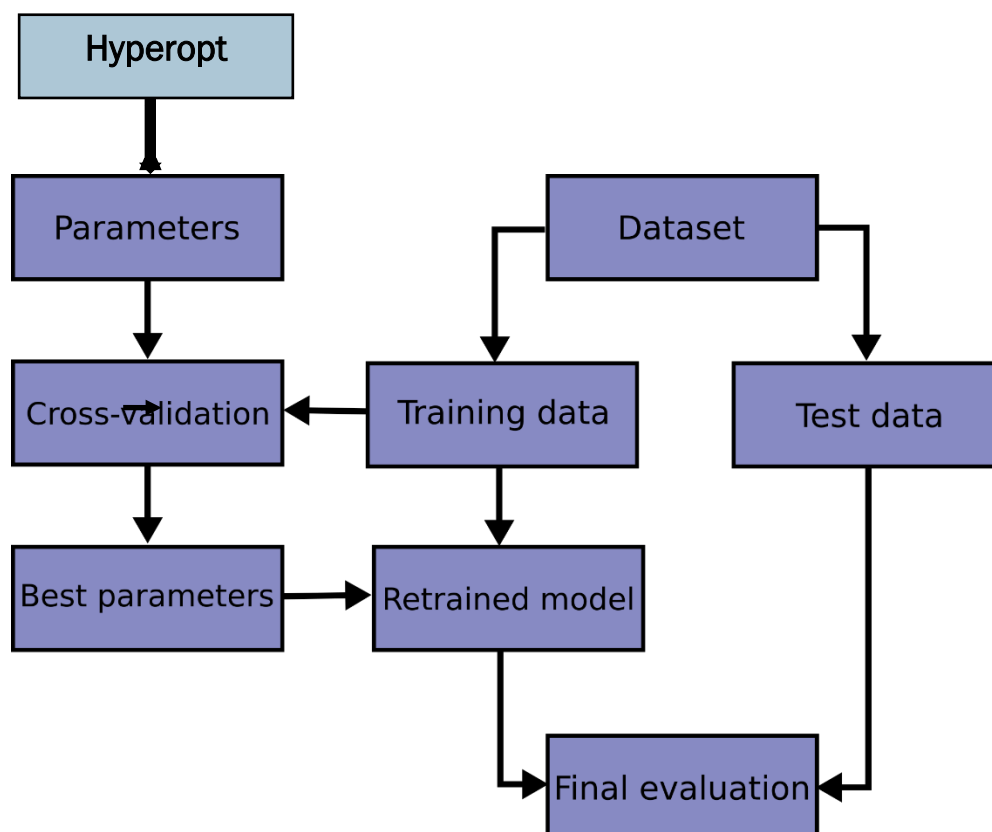 Hyperopt
Parameters
Dataset
Cross-validation
Training data
Test data
Best parameters
Retrained model
Final evaluation